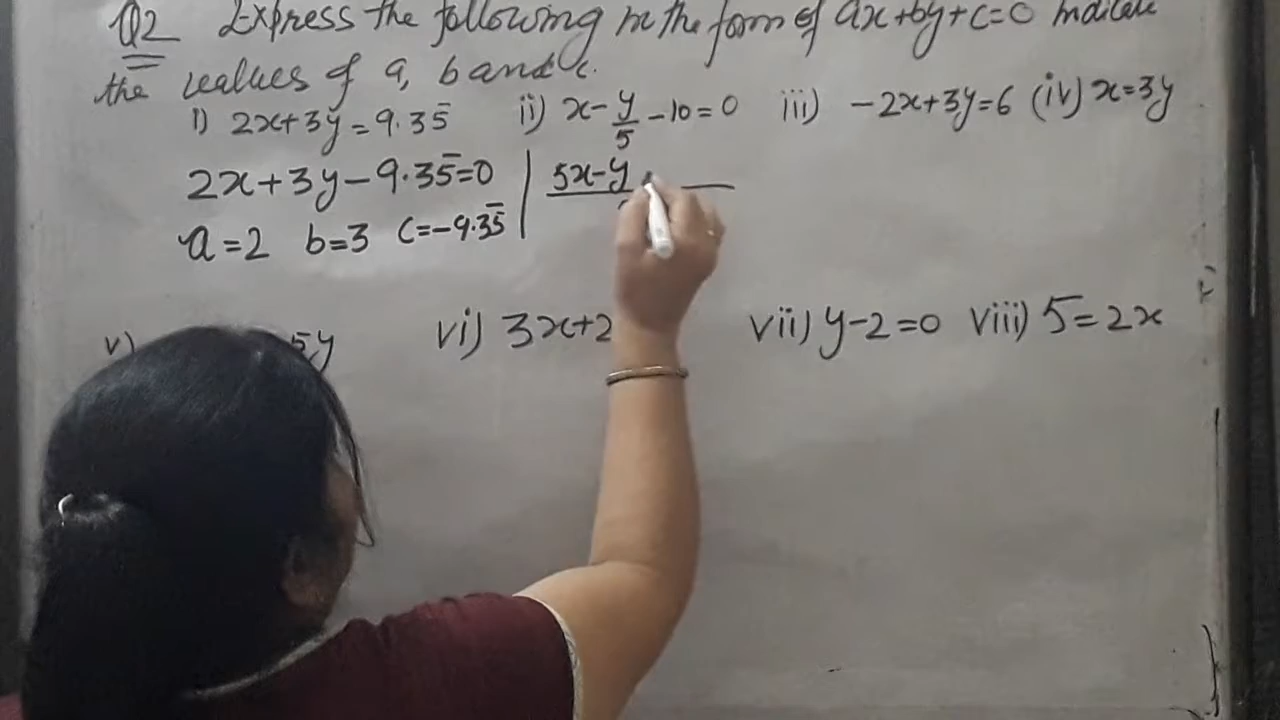 Q2 Express the following in the form of ax+by+c=0 Indicate
the values of a, b and c.
i) 2x+3y=9.35̅ ii) x-y/5-10=0 iii) -2x+3y=6 (iv) x=3y
2x+3y-9.35̅=0 5x-y
a=2 b=3 c=-9.35̅
v) 5y vi) 3x+2 vii) y-2=0 viii) 5=2x